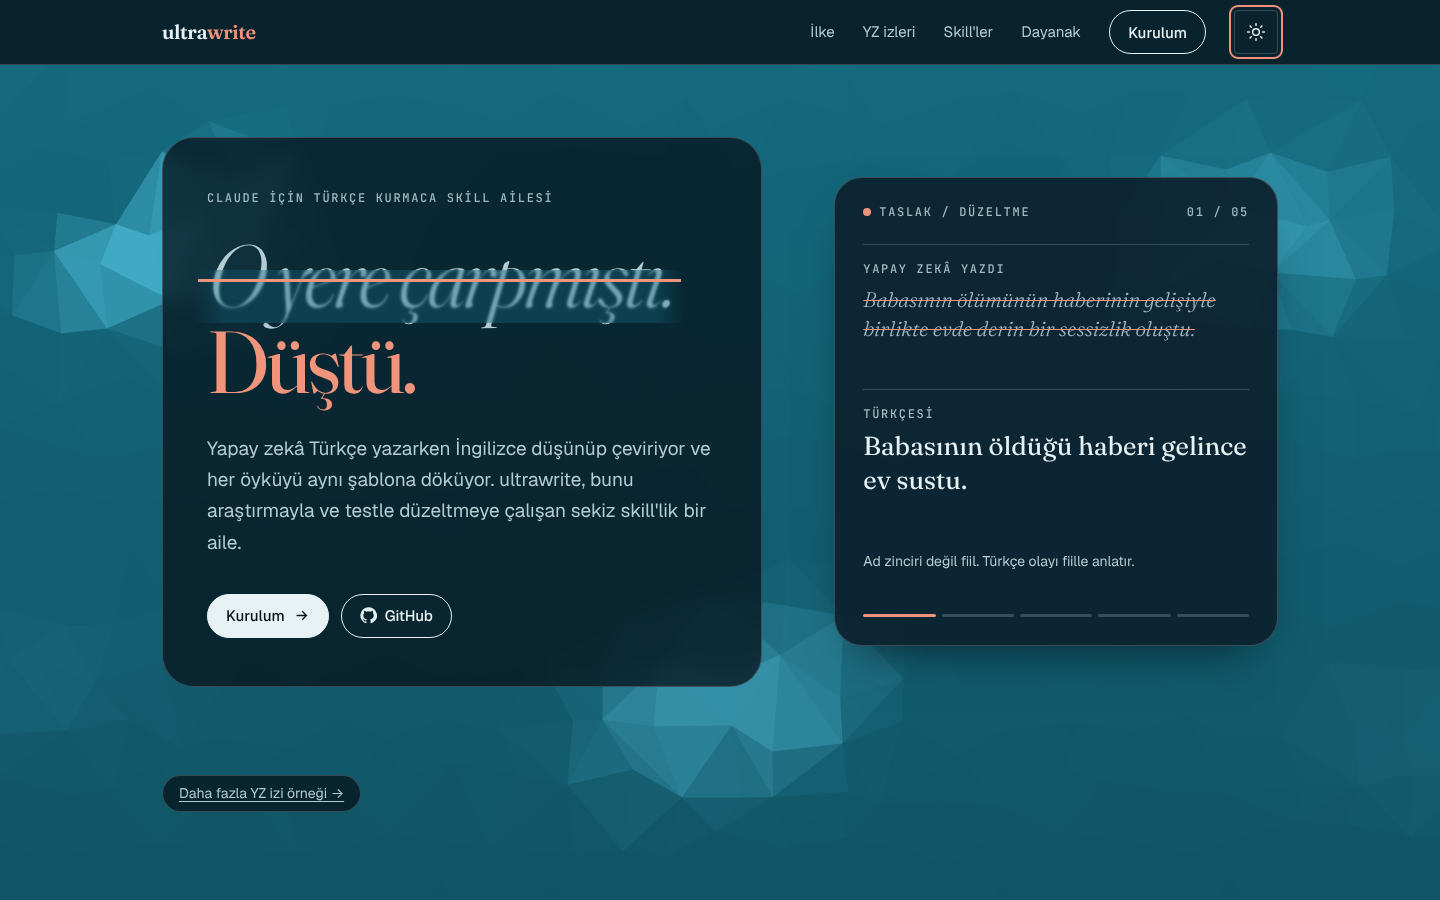 ultrawrite
İlke
YZ izleri
Skill'ler
Dayanak
Kurulum
CLAUDE İÇİN TÜRKÇE KURMACA SKİLL AİLESİ
O yere çarpmıştı.
Düştü.
Yapay zekâ Türkçe yazarken İngilizce düşünüp çeviriyor ve
her öyküyü aynı şablona döküyor. ultrawrite, bunu
araştırmayla ve testle düzeltmeye çalışan sekiz skill'lik bir
aile.
Kurulum →
GitHub
TASLAK / DÜZELTME
01 / 05
YAPAY ZEKÂ YAZDI
Babasının ölümünün haberinin gelişiyle
birlikte evde derin bir sessizlik oluştu.
TÜRKÇESİ
Babasının öldüğü haberi gelince
ev sustu.
Ad zinciri değil fiil. Türkçe olayı fiille anlatır.
Daha fazla YZ izi örneği →